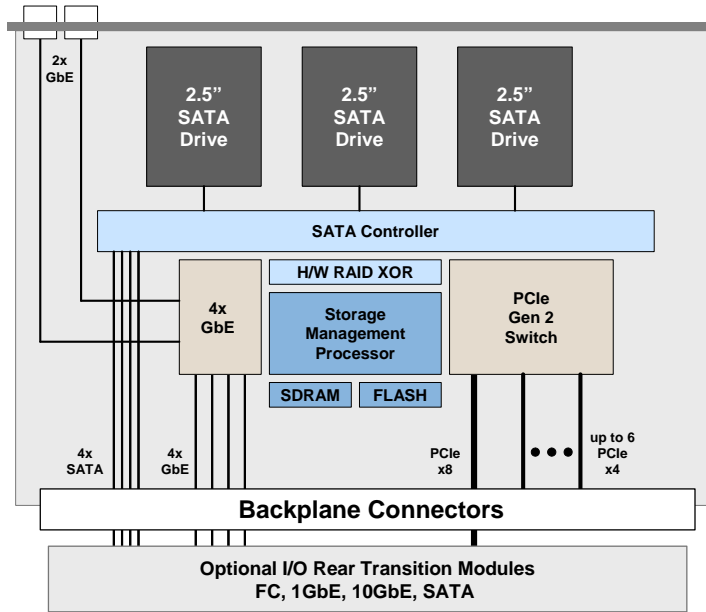 2x
GbE
2.5”
SATA
Drive
2.5”
SATA
Drive
2.5”
SATA
Drive
SATA Controller
4x
GbE
H/W RAID XOR
Storage
Management
Processor
SDRAM
FLASH
PCIe
Gen 2
Switch
4x
SATA
4x
GbE
PCIe
x8
up to 6
PCIe
x4
Backplane Connectors
Optional I/O Rear Transition Modules
FC, 1GbE, 10GbE, SATA